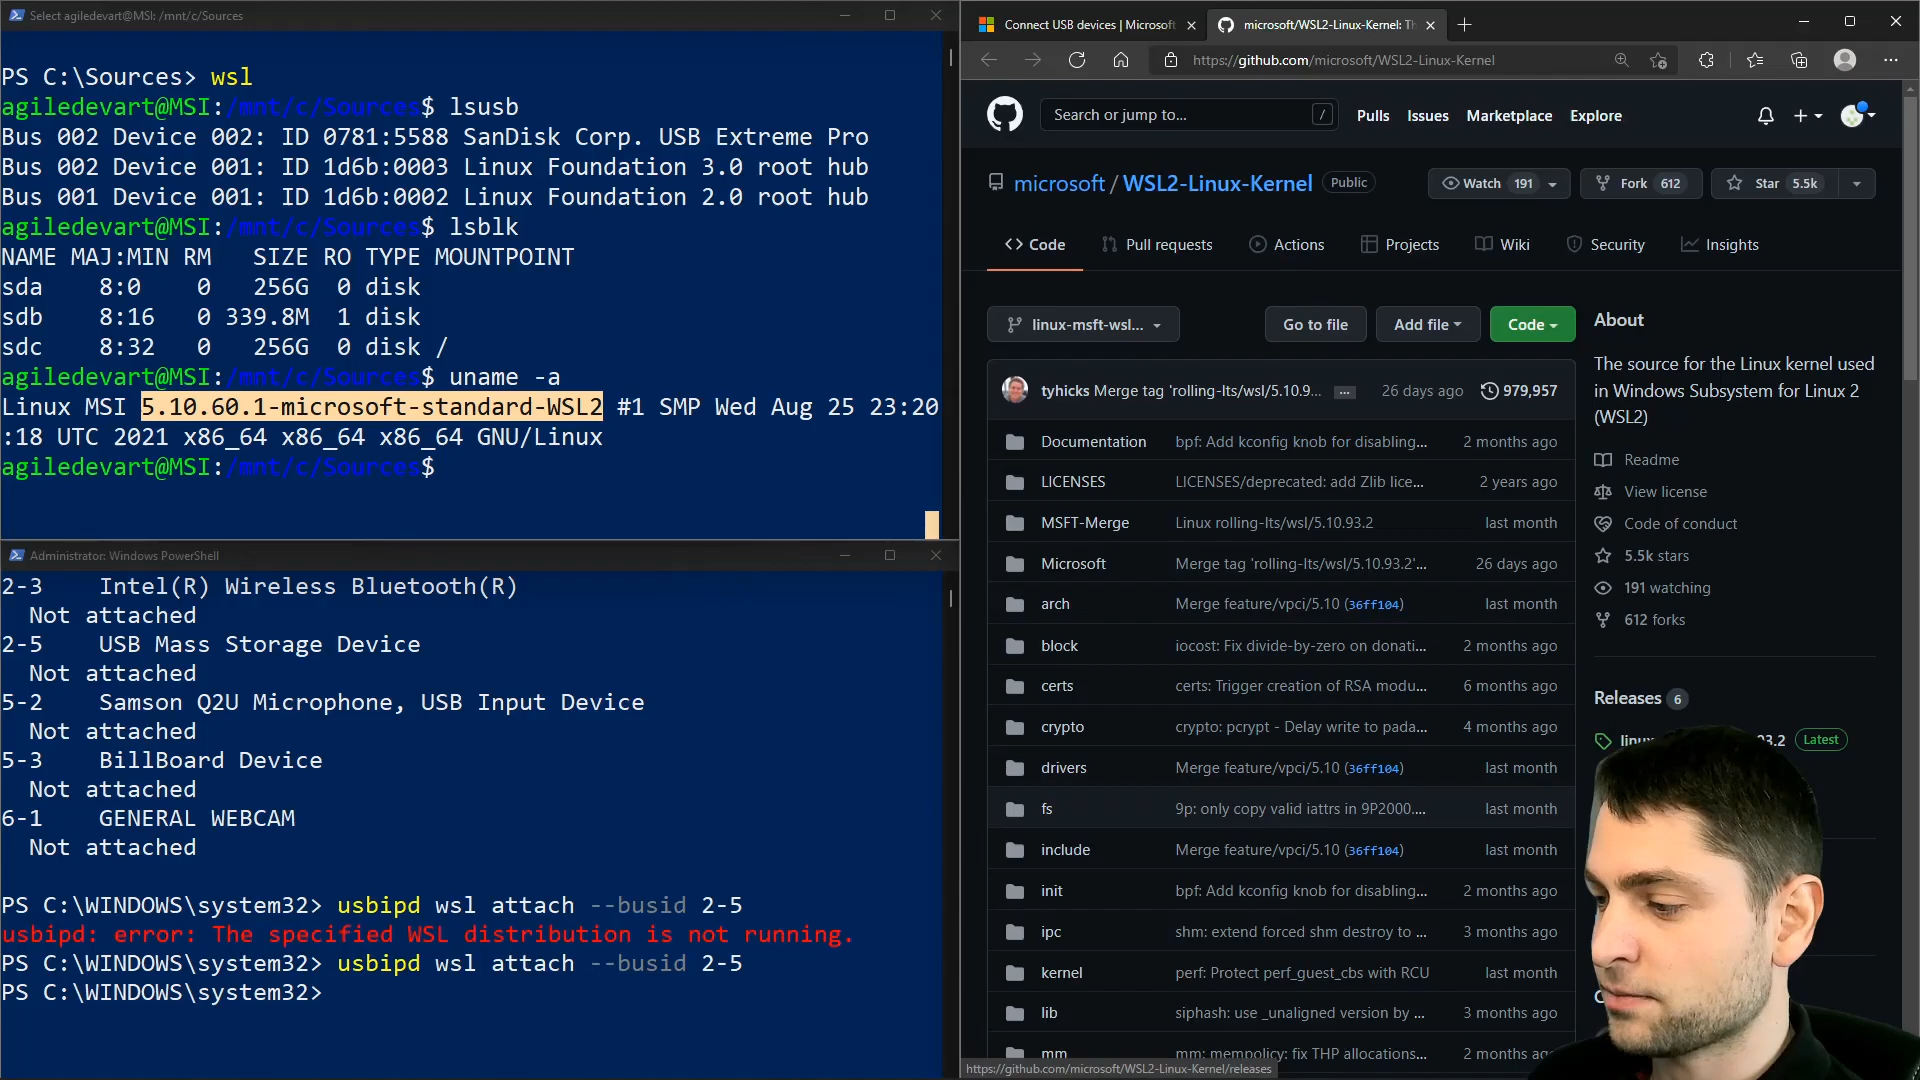 Select agiledevart@MSI: /mnt/c/Sources
PS C:\Sources> wsl
agiledevart@MSI:/mnt/c/Sources$ lsusb
Bus 002 Device 002: ID 0781:5588 SanDisk Corp. USB Extreme Pro
Bus 002 Device 001: ID 1d6b:0003 Linux Foundation 3.0 root hub
Bus 001 Device 001: ID 1d6b:0002 Linux Foundation 2.0 root hub
agiledevart@MSI:/mnt/c/Sources$ lsblk
NAME MAJ:MIN RM   SIZE RO TYPE MOUNTPOINT
sda    8:0    0   256G  0 disk
sdb    8:16   0 339.8M  1 disk
sdc    8:32   0   256G  0 disk /
agiledevart@MSI:/mnt/c/Sources$ uname -a
Linux MSI 5.10.60.1-microsoft-standard-WSL2 #1 SMP Wed Aug 25 23:20
:18 UTC 2021 x86_64 x86_64 x86_64 GNU/Linux
agiledevart@MSI:/mnt/c/Sources$
Administrator: Windows PowerShell
2-3    Intel(R) Wireless Bluetooth(R)
Not attached
2-5    USB Mass Storage Device
Not attached
5-2    Samson Q2U Microphone, USB Input Device
Not attached
5-3    BillBoard Device
Not attached
6-1    GENERAL WEBCAM
Not attached
PS C:\WINDOWS\system32> usbipd wsl attach --busid 2-5
usbipd: error: The specified WSL distribution is not running.
PS C:\WINDOWS\system32> usbipd wsl attach --busid 2-5
PS C:\WINDOWS\system32>
Connect USB devices | Microsof
microsoft/WSL2-Linux-Kernel: Th
https://github.com/microsoft/WSL2-Linux-Kernel
Search or jump to... /
Pulls Issues Marketplace Explore
microsoft / WSL2-Linux-Kernel Public
Watch 191
Fork 612
Star 5.5k
Code Pull requests Actions Projects Wiki Security Insights
linux-msft-wsl...
Go to file
Add file
Code
tyhicks Merge tag 'rolling-lts/wsl/5.10.9... ... 26 days ago 979,957
Documentation bpf: Add kconfig knob for disabling... 2 months ago
LICENSES LICENSES/deprecated: add Zlib lice... 2 years ago
MSFT-Merge Linux rolling-lts/wsl/5.10.93.2 last month
Microsoft Merge tag 'rolling-lts/wsl/5.10.93.2'... 26 days ago
arch Merge feature/vpci/5.10 (36ff104) last month
block iocost: Fix divide-by-zero on donati... 2 months ago
certs certs: Trigger creation of RSA modu... 6 months ago
crypto crypto: pcrypt - Delay write to pada... 4 months ago
drivers Merge feature/vpci/5.10 (36ff104) last month
fs 9p: only copy valid iattrs in 9P2000.... last month
include Merge feature/vpci/5.10 (36ff104) last month
init bpf: Add kconfig knob for disabling... 2 months ago
ipc shm: extend forced shm destroy to ... 3 months ago
kernel perf: Protect perf_guest_cbs with RCU last month
lib siphash: use _unaligned version by ... 3 months ago
mm mm: mempolicy: fix THP allocations... 2 months ago
About
The source for the Linux kernel used
in Windows Subsystem for Linux 2
(WSL2)
Readme
View license
Code of conduct
5.5k stars
191 watching
612 forks
Releases 6
93.2 Latest
https://github.com/microsoft/WSL2-Linux-Kernel/releases